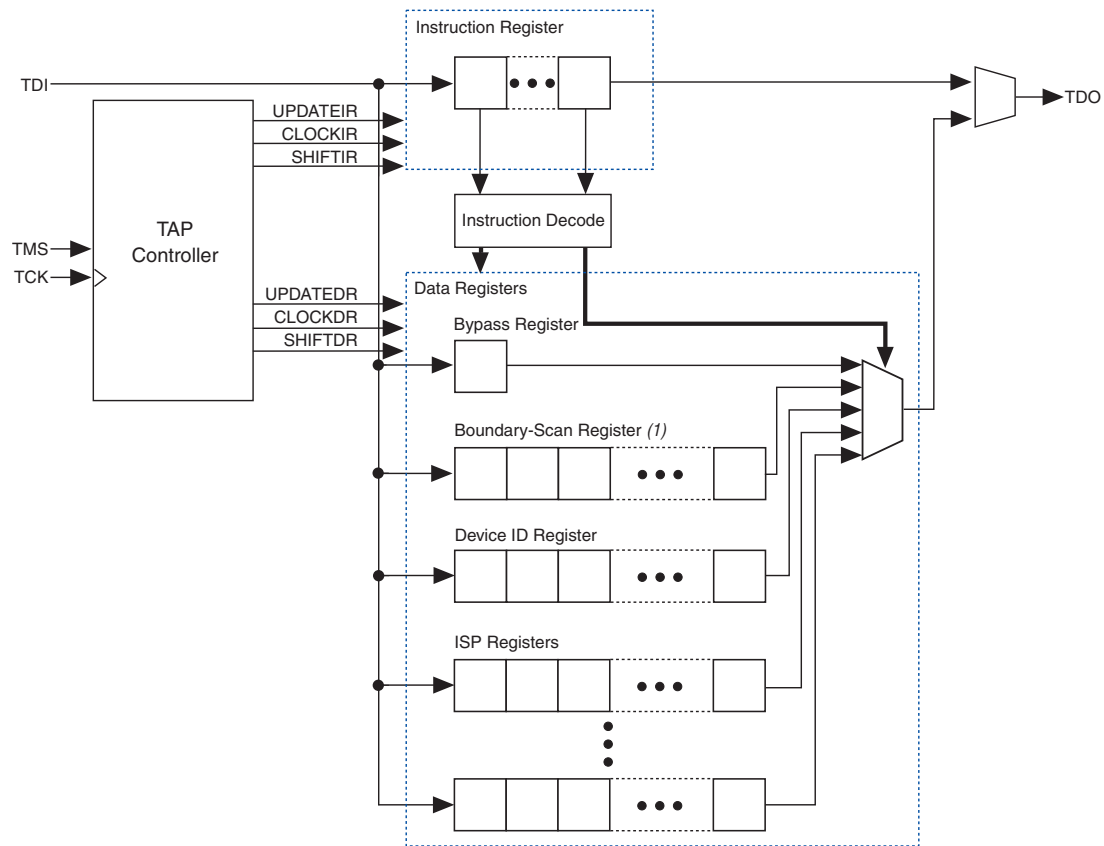 Instruction Register
TDI
TDO
UPDATEIR
CLOCKIR
SHIFTIR
TAP
Controller
Instruction Decode
TMS
TCK
Data Registers
UPDATEDR
CLOCKDR
SHIFTDR
Bypass Register
Boundary-Scan Register (1)
Device ID Register
ISP Registers